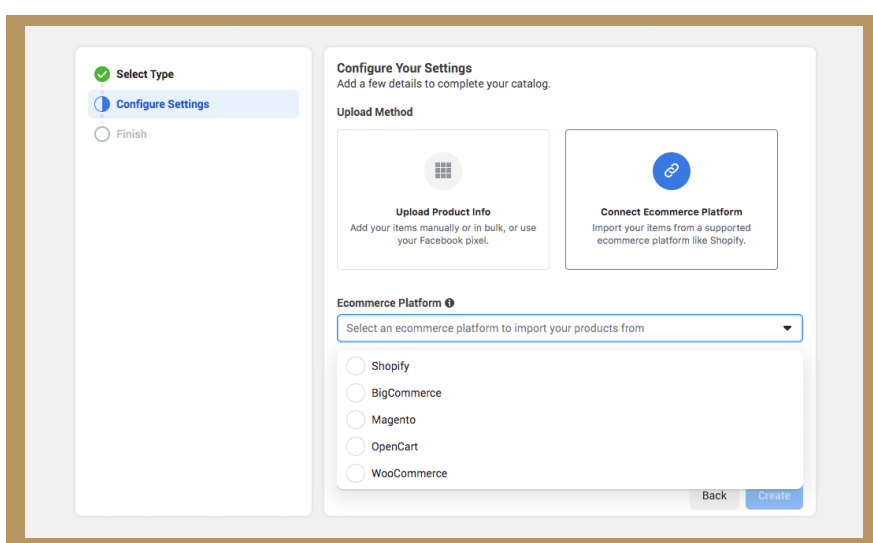 Select Type
Configure Settings
Finish
Configure Your Settings
Add a few details to complete your catalog.
Upload Method
Upload Product Info
Add your items manually or in bulk, or use
your Facebook pixel.
Connect Ecommerce Platform
Import your items from a supported
ecommerce platform like Shopify.
Ecommerce Platform
Select an ecommerce platform to import your products from
Shopify
BigCommerce
Magento
OpenCart
WooCommerce
Back Create